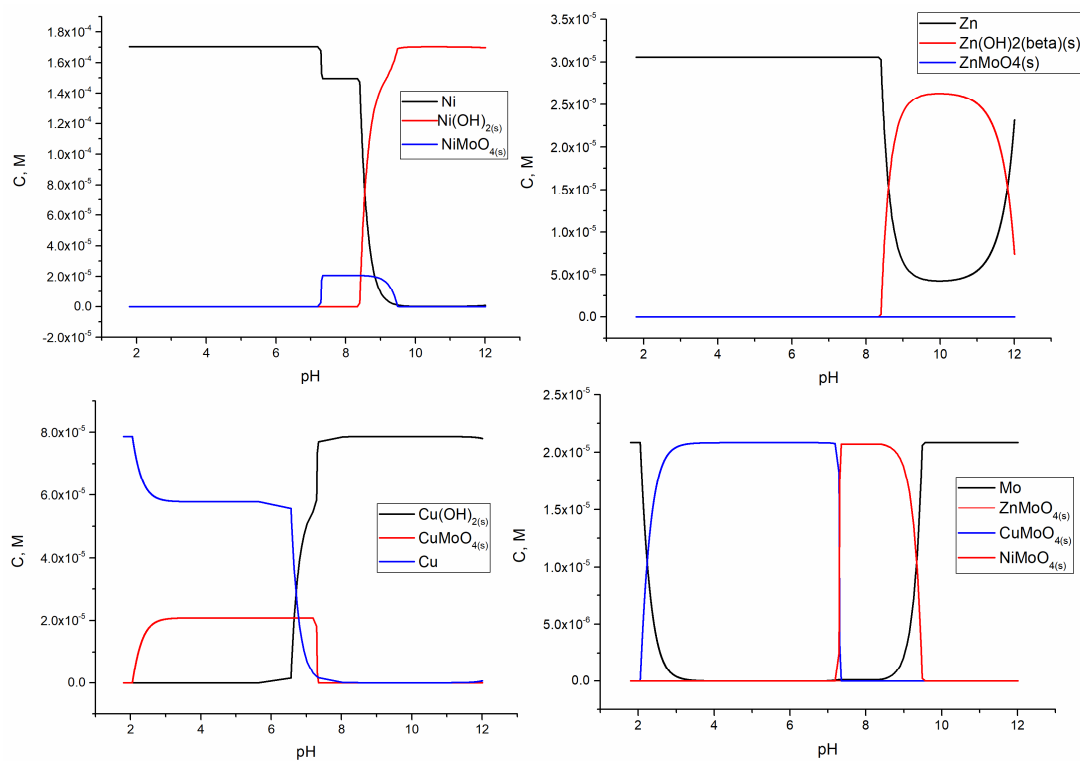 1.8x10⁻⁴
1.6x10⁻⁴
1.4x10⁻⁴
1.2x10⁻⁴
1.0x10⁻⁴
8.0x10⁻⁵
6.0x10⁻⁵
4.0x10⁻⁵
2.0x10⁻⁵
0.0
-2.0x10⁻⁵
C, M
2 4 6 8 10 12
pH
Ni
Ni(OH)₂₍ₛ₎
NiMoO₄₍ₛ₎
3.5x10⁻⁵
3.0x10⁻⁵
2.5x10⁻⁵
2.0x10⁻⁵
1.5x10⁻⁵
1.0x10⁻⁵
5.0x10⁻⁶
0.0
C, M
2 4 6 8 10 12
pH
Zn
Zn(OH)2(beta)(s)
ZnMoO4(s)
8.0x10⁻⁵
6.0x10⁻⁵
4.0x10⁻⁵
2.0x10⁻⁵
0.0
C, M
2 4 6 8 10 12
pH
Cu(OH)₂₍ₛ₎
CuMoO₄₍ₛ₎
Cu
2.5x10⁻⁵
2.0x10⁻⁵
1.5x10⁻⁵
1.0x10⁻⁵
5.0x10⁻⁶
0.0
C, M
2 4 6 8 10 12
pH
Mo
ZnMoO₄₍ₛ₎
CuMoO₄₍ₛ₎
NiMoO₄₍ₛ₎